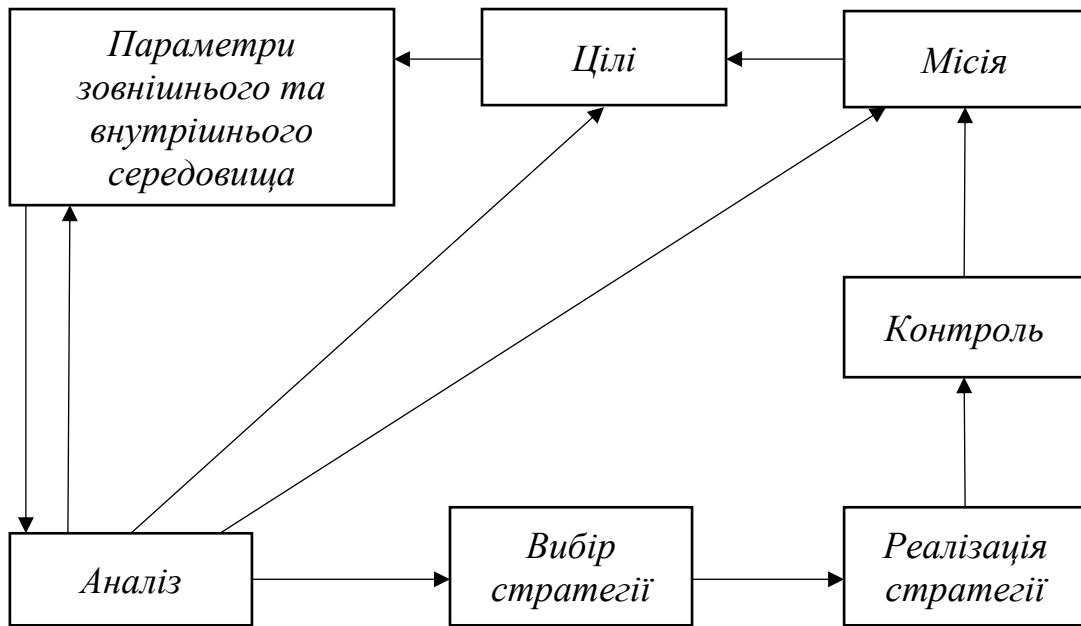 Параметри
зовнішнього та
внутрішнього
середовища
Цілі
Місія
Контроль
Аналіз
Вибір
стратегії
Реалізація
стратегії